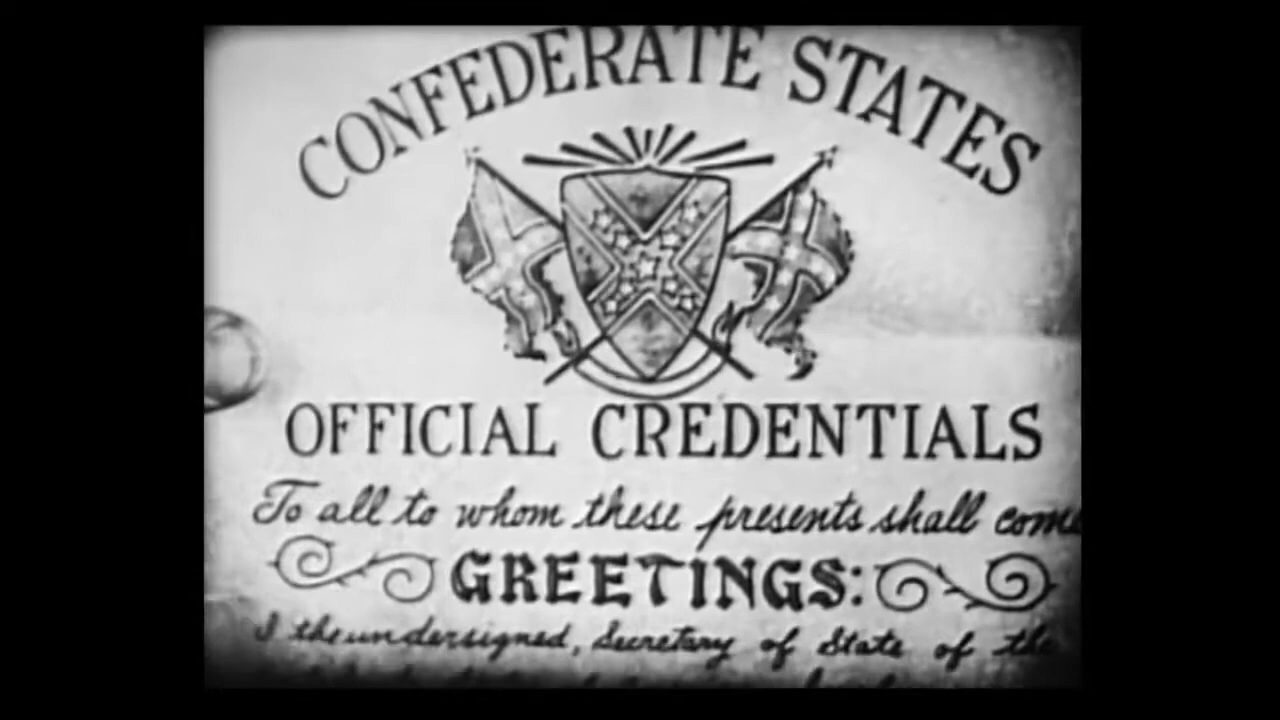 CONFEDERATE STATES
OFFICIAL CREDENTIALS
To all to whom these presents shall come
GREETINGS:
I the undersigned, Secretary of State of the